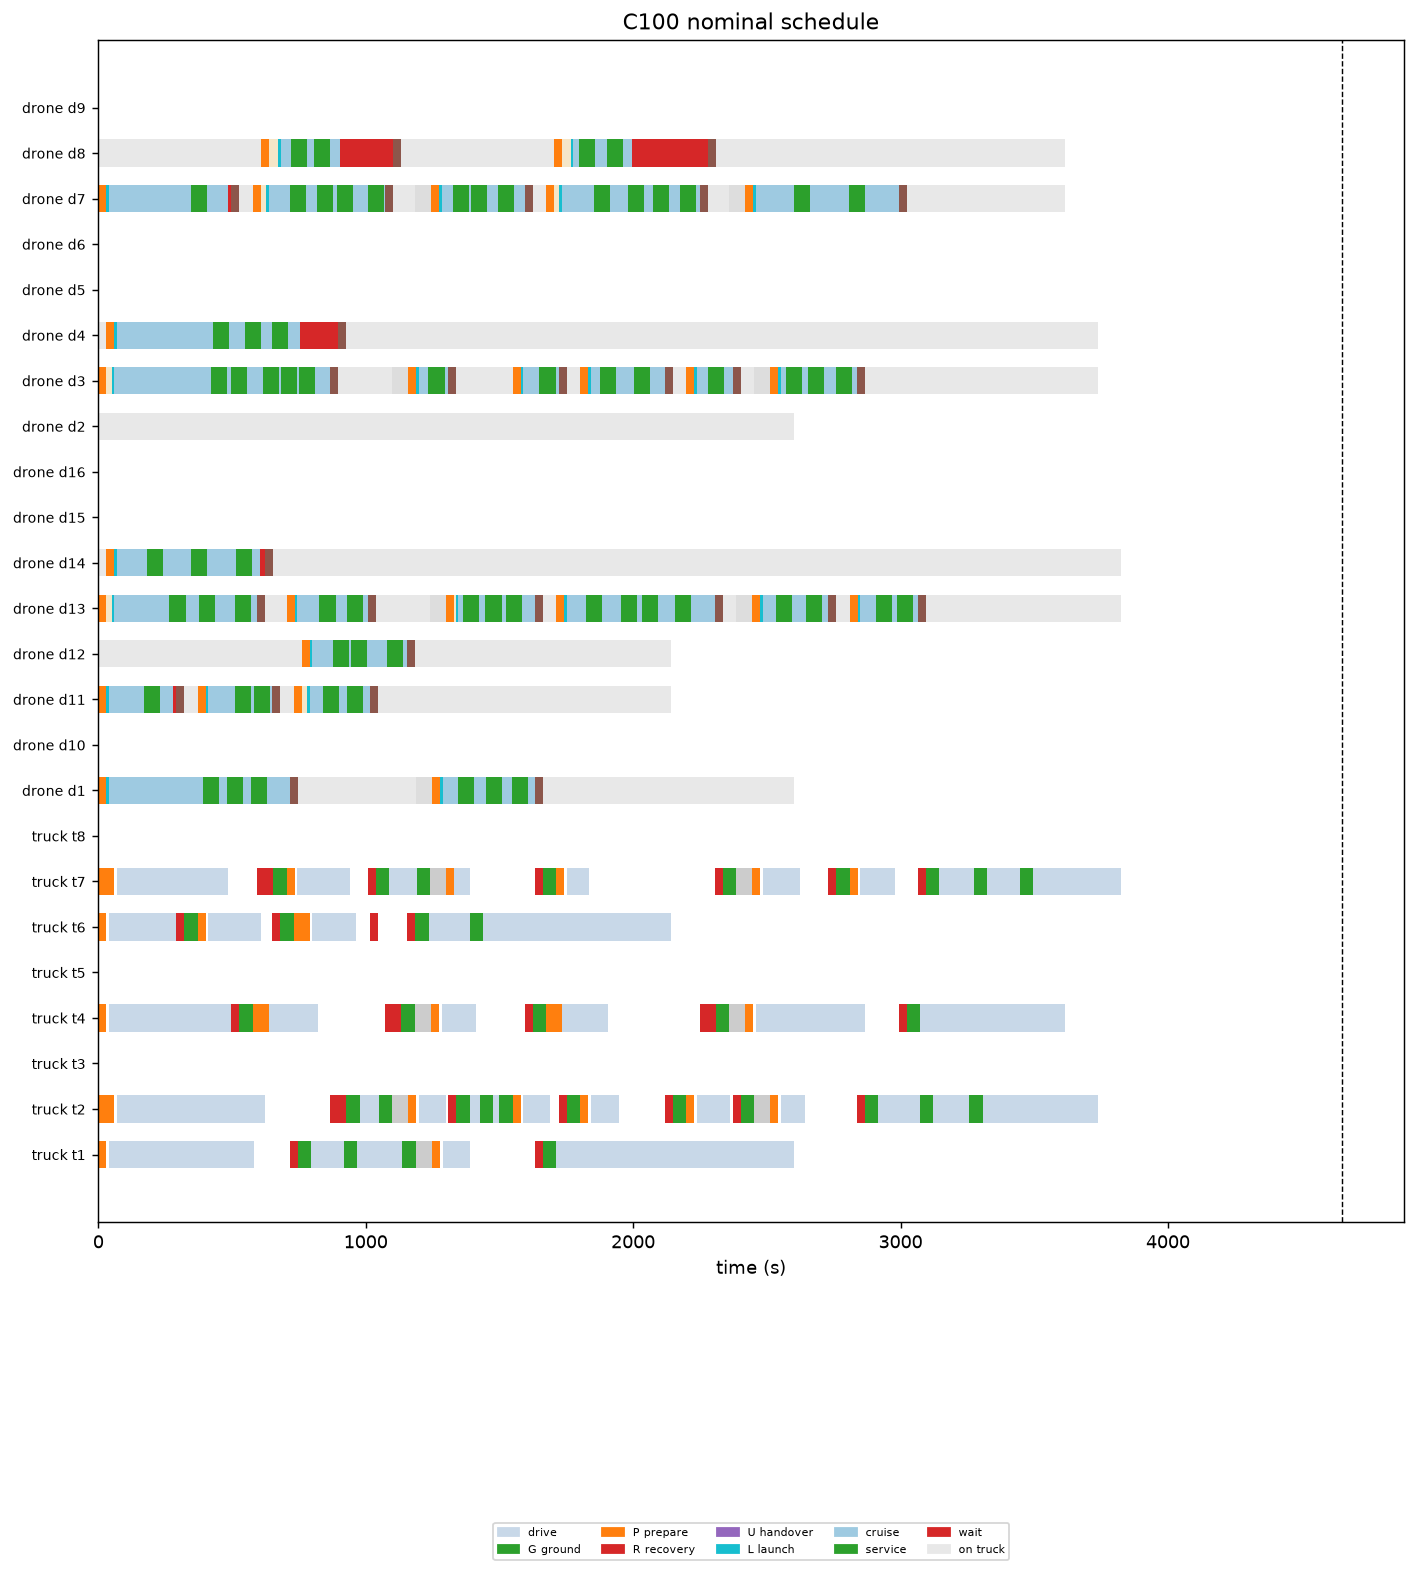 C100 nominal schedule
drone d9
drone d8
drone d7
drone d6
drone d5
drone d4
drone d3
drone d2
drone d16
drone d15
drone d14
drone d13
drone d12
drone d11
drone d10
drone d1
truck t8
truck t7
truck t6
truck t5
truck t4
truck t3
truck t2
truck t1
0 1000 2000 3000 4000
time (s)
drive P prepare U handover cruise wait
G ground R recovery L launch service on truck